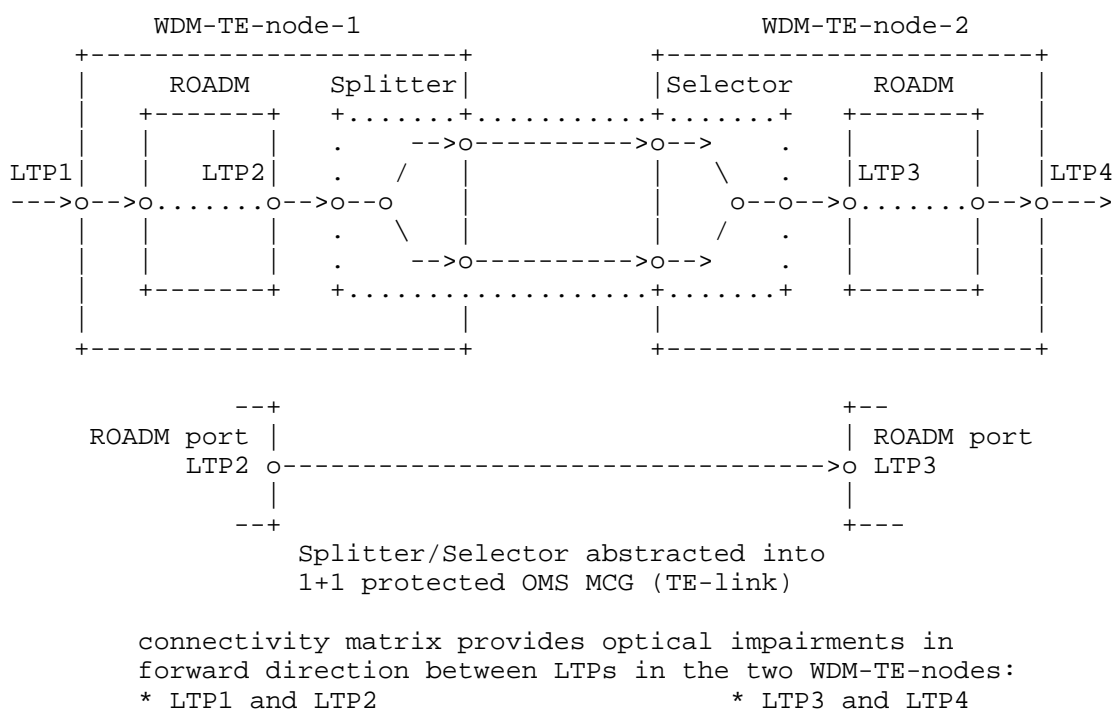 WDM-TE-node-1 WDM-TE-node-2
ROADM Splitter Selector ROADM
LTP1 LTP2 LTP3 LTP4
ROADM port ROADM port
LTP2 LTP3
Splitter/Selector abstracted into
1+1 protected OMS MCG (TE-link)
connectivity matrix provides optical impairments in
forward direction between LTPs in the two WDM-TE-nodes:
* LTP1 and LTP2 * LTP3 and LTP4